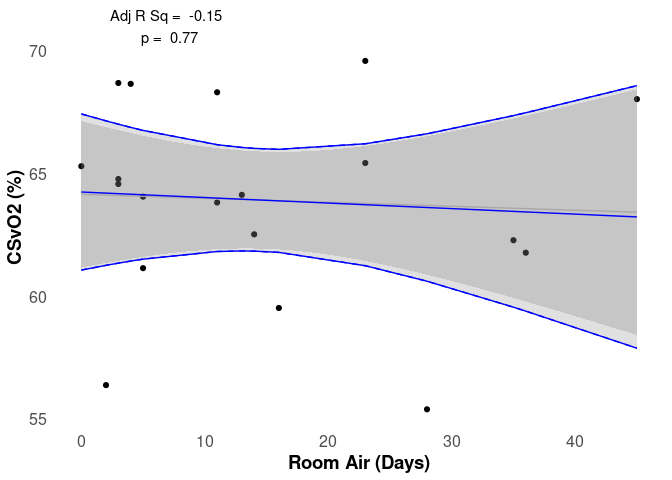 Adj R Sq =  -0.15
p =  0.77
70
65
60
55
CSvO2 (%)
0 10 20 30 40
Room Air (Days)